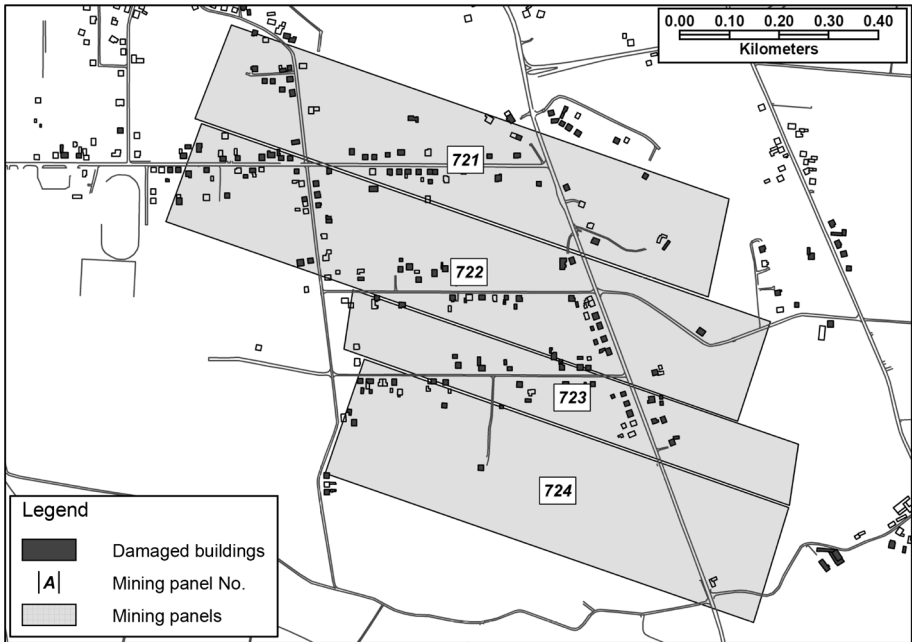 0.00 0.10 0.20 0.30 0.40
Kilometers
721
722
723
724
Legend
Damaged buildings
|A| Mining panel No.
Mining panels